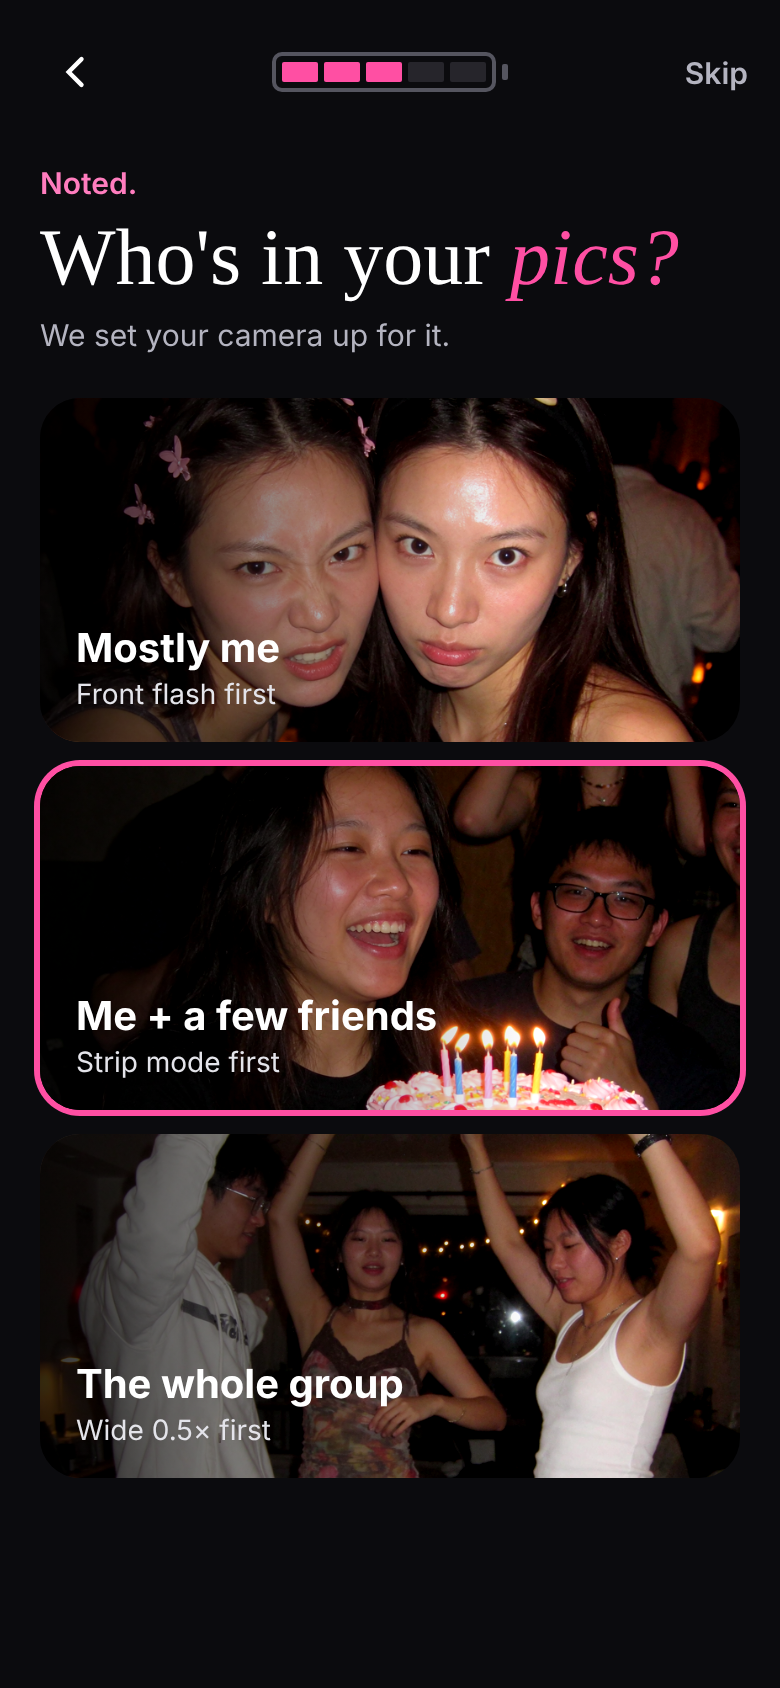 Skip
Noted.
Who's in your pics?
We set your camera up for it.
Mostly me
Front flash first
Me + a few friends
Strip mode first
The whole group
Wide 0.5× first